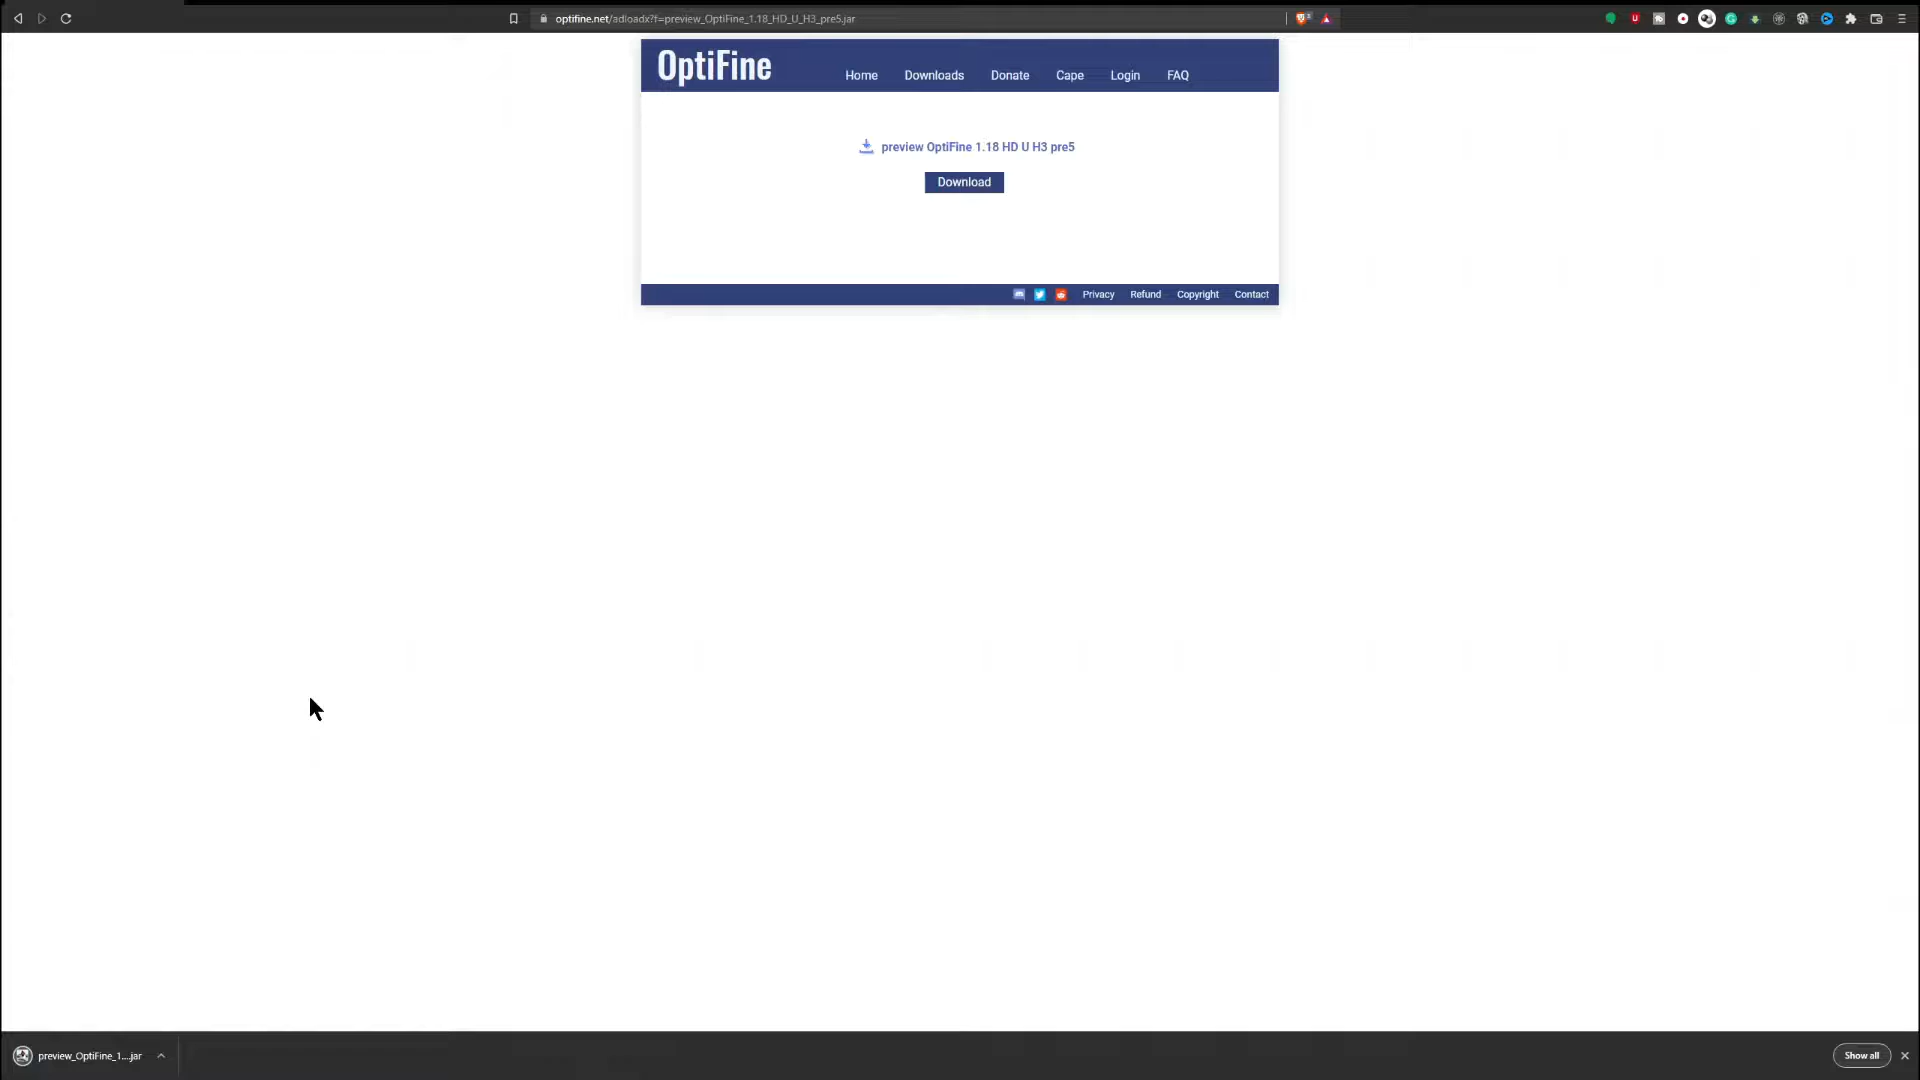 optifine.net/adloadx?f=preview_OptiFine_1.18_HD_U_H3_pre5.jar
OptiFine
Home Downloads Donate Cape Login FAQ
preview OptiFine 1.18 HD U H3 pre5
Download
Privacy Refund Copyright Contact
preview_OptiFine_1....jar
Show all